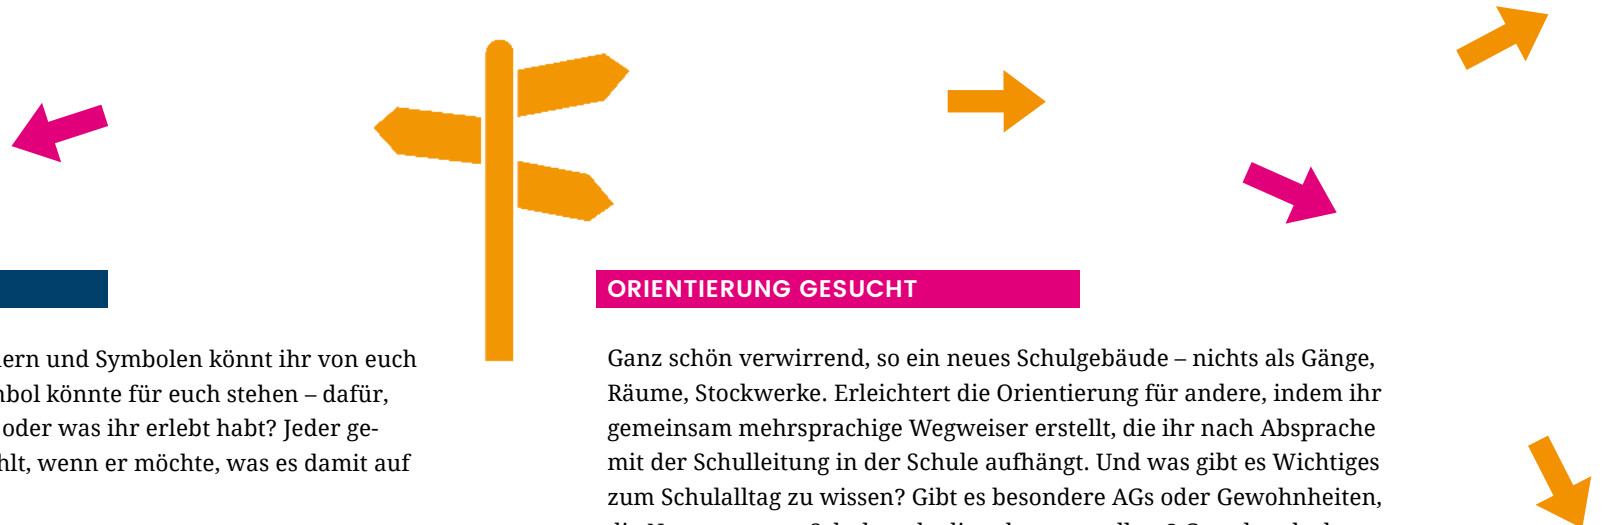 und Symbolen könnt ihr von euch
könnte für euch stehen – dafür,
oder was ihr erlebt habt? Jeder ge-
wenn er möchte, was es damit auf
ORIENTIERUNG GESUCHT
Ganz schön verwirrend, so ein neues Schulgebäude – nichts als Gänge,
Räume, Stockwerke. Erleichtert die Orientierung für andere, indem ihr
gemeinsam mehrsprachige Wegweiser erstellt, die ihr nach Absprache
mit der Schulleitung in der Schule aufhängt. Und was gibt es Wichtiges
zum Schulalltag zu wissen? Gibt es besondere AGs oder Gewohnheiten,